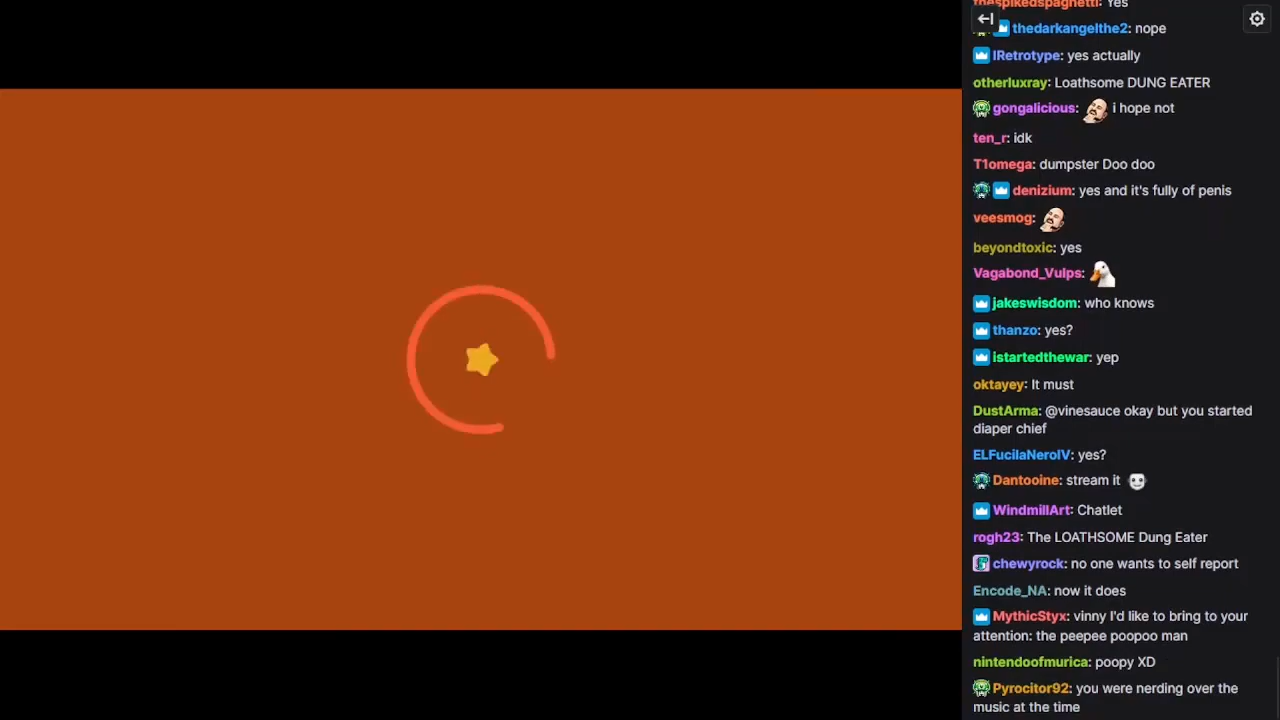 thespikedspaghetti: Yes
thedarkangelthe2: nope
IRetrotype: yes actually
otherluxray: Loathsome DUNG EATER
gongalicious: i hope not
ten_r: idk
T1omega: dumpster Doo doo
denizium: yes and it's fully of penis
veesmog:
beyondtoxic: yes
Vagabond_Vulps:
jakeswisdom: who knows
thanzo: yes?
istartedthewar: yep
oktayey: It must
DustArma: @vinesauce okay but you started
diaper chief
ELFucilaNeroIV: yes?
Dantooine: stream it
WindmillArt: Chatlet
rogh23: The LOATHSOME Dung Eater
chewyrock: no one wants to self report
Encode_NA: now it does
MythicStyx: vinny I'd like to bring to your
attention: the peepee poopoo man
nintendoofmurica: poopy XD
Pyrocitor92: you were nerding over the
music at the time